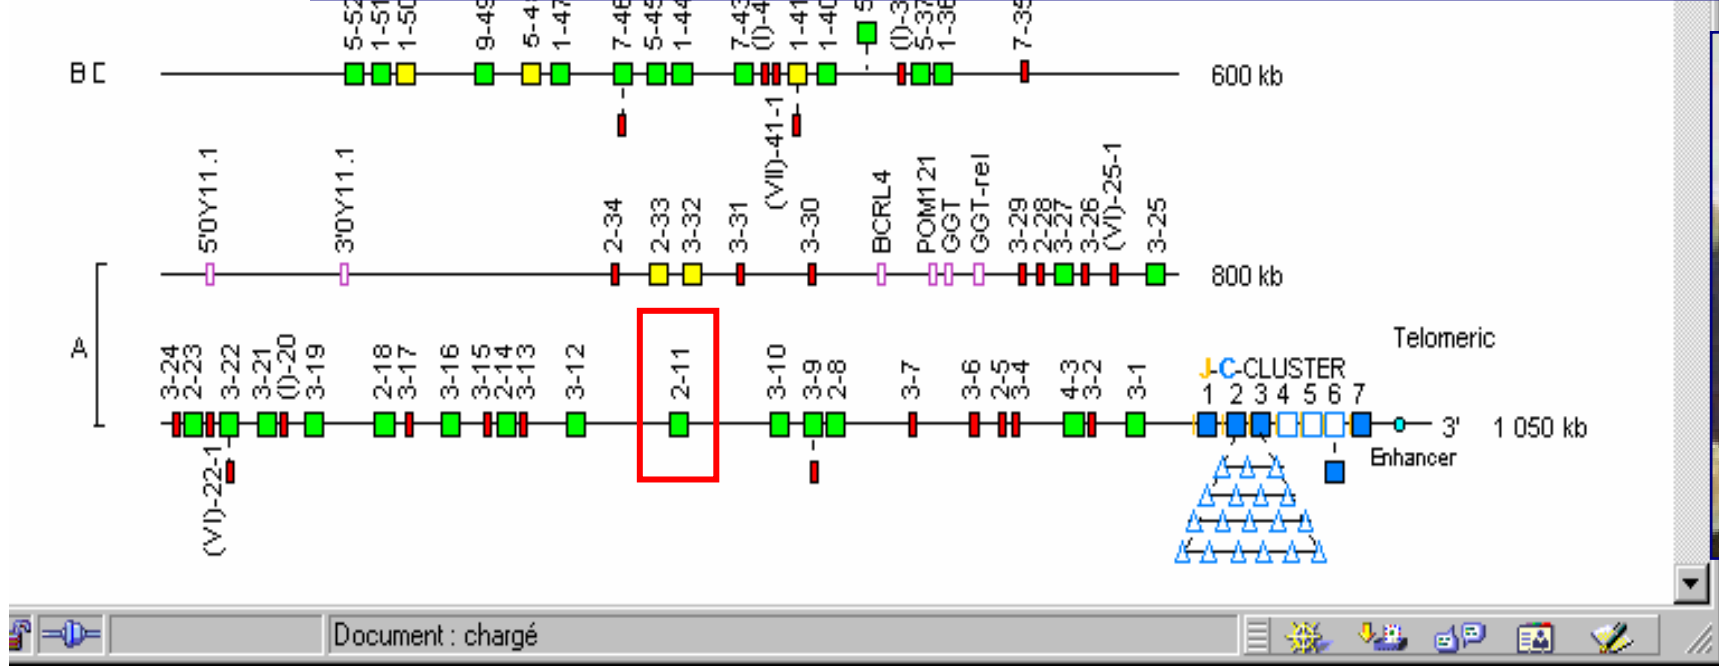 5-52 1-51 1-50 9-49 1-47 7-46 5-45 1-44 7-43 1-41 1-40 5-37 1-36 7-35
B
600 kb
(VII)-41-1
5'OY11.1 3'OY11.1 2-34 2-33 3-32 3-31 3-30 BCRL4 POM121 GGT GGT-rel 3-29 2-28 3-27 3-26 (VI)-25-1 3-25
800 kb
A
3-24 2-23 3-22 3-21 (I)-20 3-19 2-18 3-17 3-16 3-15 2-14 3-13 3-12 2-11 3-10 3-9 2-8 3-7 3-6 2-5 3-4 4-3 3-2 3-1
Telomeric
J-C-CLUSTER
1 2 3 4 5 6 7
3' 1 050 kb
Enhancer
(VI)-22-1
Document : chargé